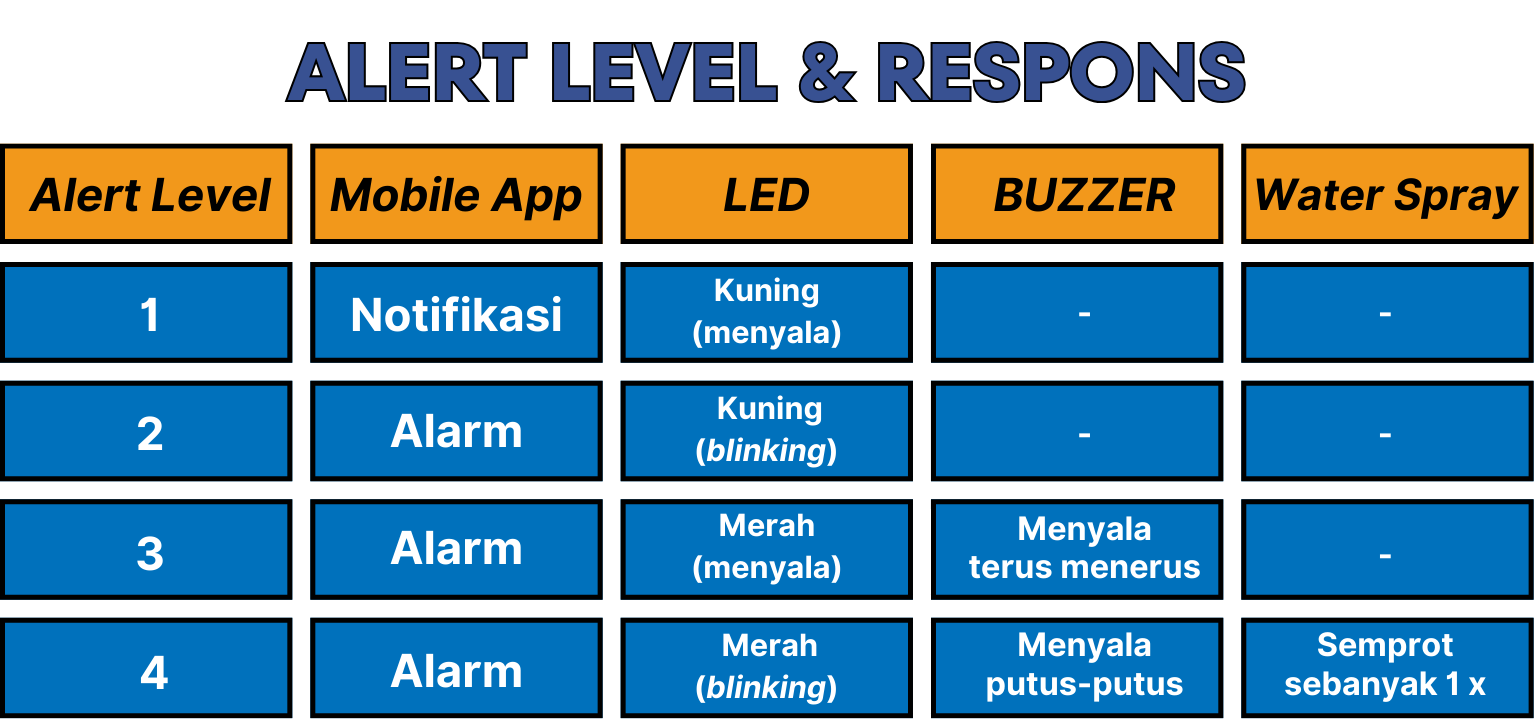 ALERT LEVEL & RESPONS
Alert Level
Mobile App
LED
BUZZER
Water Spray
1
Notifikasi
Kuning
(menyala)
-
-
2
Alarm
Kuning
(blinking)
-
-
3
Alarm
Merah
(menyala)
Menyala
terus menerus
-
4
Alarm
Merah
(blinking)
Menyala
putus-putus
Semprot
sebanyak 1 x